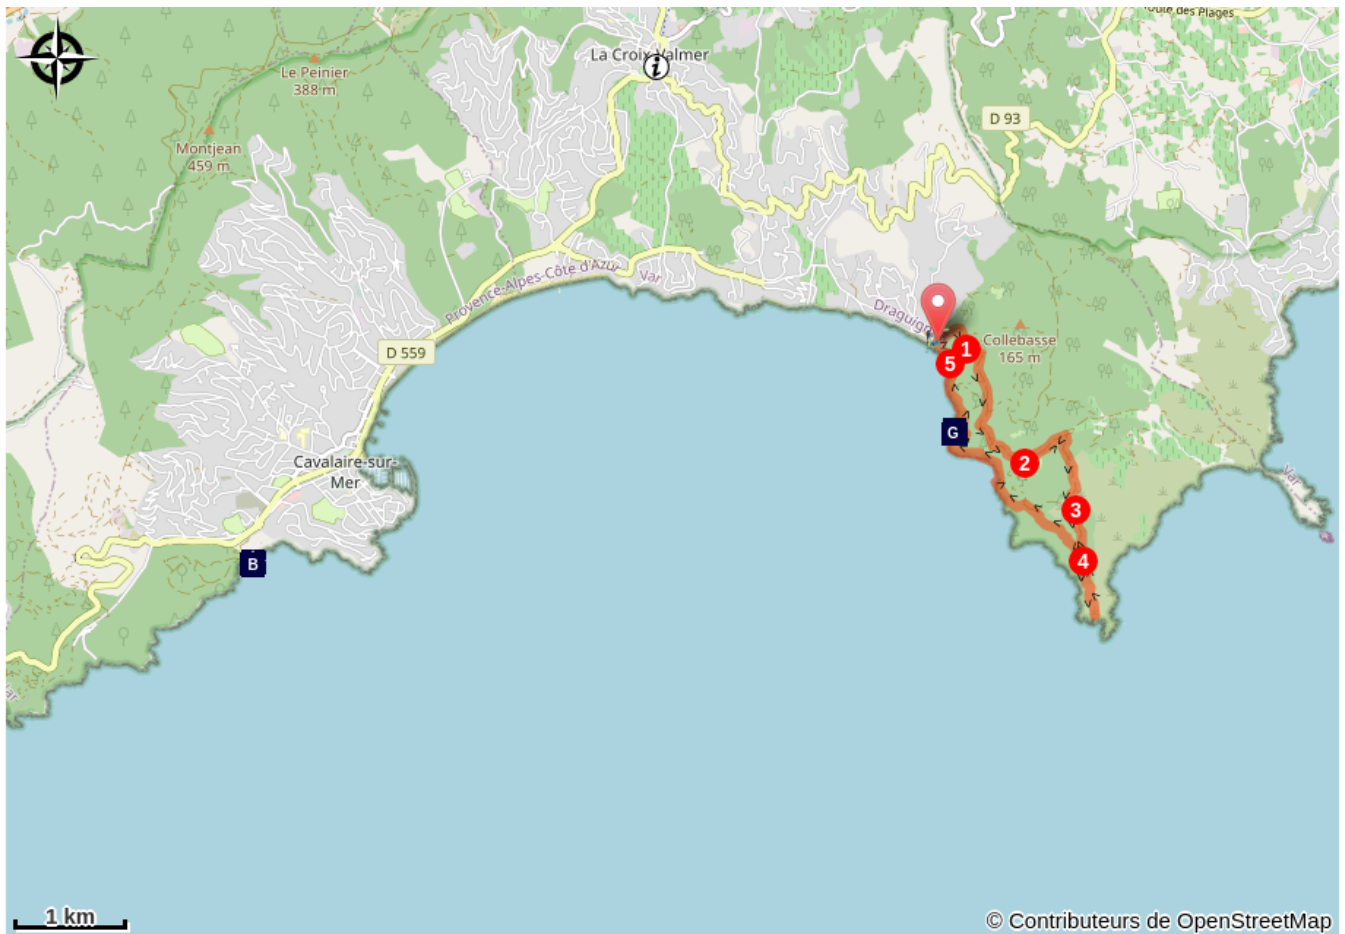 Route des Plages
La Croix-Valmer
i
Le Peinier
388 m
D 93
Montjean
459 m
Provence-Alpes-Côte d'Azur
Var
Draguignan
1
Collebasse
165 m
D 559
5
G
2
Cavalaire-sur-
Mer
Var
3
4
B
1 km
© Contributeurs de OpenStreetMap